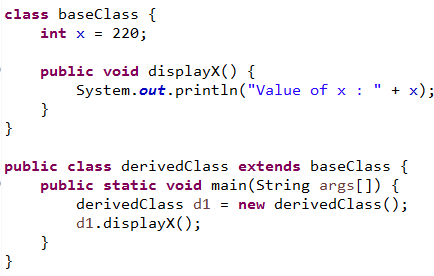 class baseClass {
    int x = 220;

    public void displayX() {
        System.out.println("Value of x : " + x);
    }
}

public class derivedClass extends baseClass {
    public static void main(String args[]) {
        derivedClass d1 = new derivedClass();
        d1.displayX();
    }
}